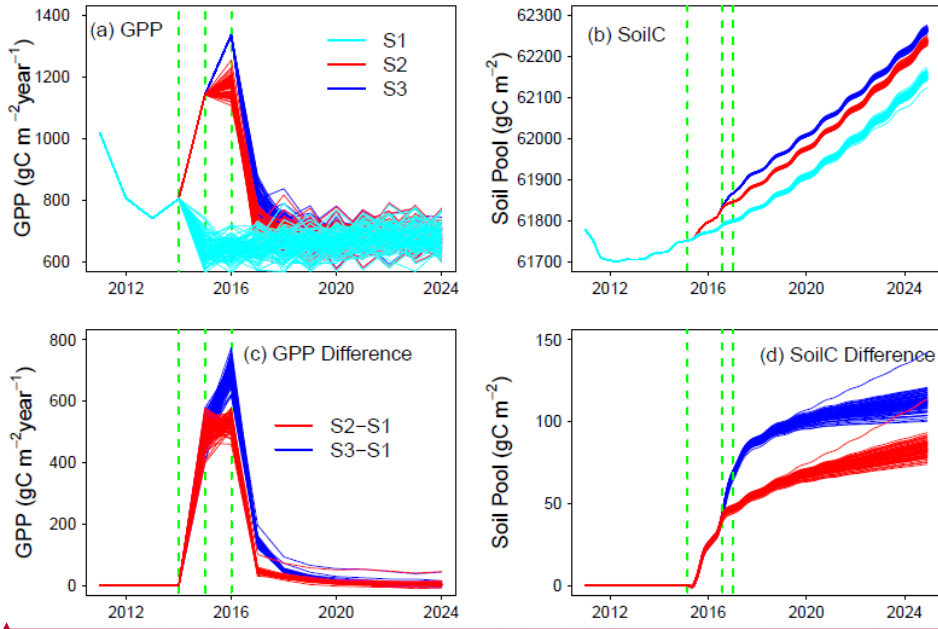 (a) GPP
S1
S2
S3
GPP (gC m−2year−1)
600
800
1000
1200
1400
2012
2016
2020
2024
(b) SoilC
Soil Pool (gC m−2)
61700
61800
61900
62000
62100
62200
62300
2012
2016
2020
2024
(c) GPP Difference
S2−S1
S3−S1
GPP (gC m−2year−1)
0
200
400
600
800
2012
2016
2020
2024
(d) SoilC Difference
Soil Pool (gC m−2)
0
50
100
150
2012
2016
2020
2024